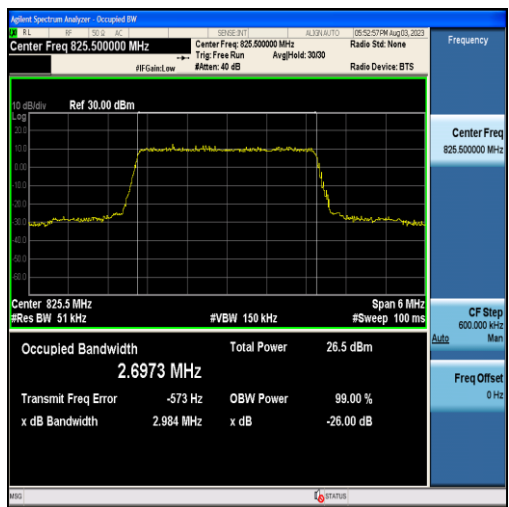 Agilent Spectrum Analyzer - Occupied BW
RL RF 50 Ω AC SENSE:INT ALIGN AUTO 05:52:57 PM Aug 03, 2023
Center Freq 825.500000 MHz Center Freq: 825.500000 MHz Radio Std: None
Trig: Free Run Avg|Hold: 30/30
#IFGain:Low #Atten: 40 dB Radio Device: BTS
Frequency
10 dB/div Ref 30.00 dBm
Log
20.0
10.0
0.00
-10.0
-20.0
-30.0
-40.0
-50.0
-60.0
Center Freq
825.500000 MHz
Center 825.5 MHz Span 6 MHz
#Res BW 51 kHz #VBW 150 kHz #Sweep 100 ms
CF Step
600.000 kHz
Auto Man
Occupied Bandwidth Total Power 26.5 dBm
2.6973 MHz
Transmit Freq Error -573 Hz OBW Power 99.00 %
x dB Bandwidth 2.984 MHz x dB -26.00 dB
Freq Offset
0 Hz
MSG STATUS